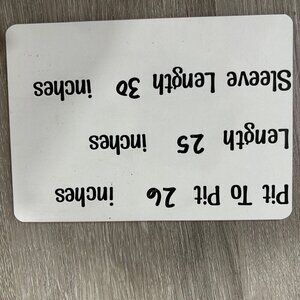 Pit To Pit 26 inches
Length 25 inches
Sleeve Length 30 inches